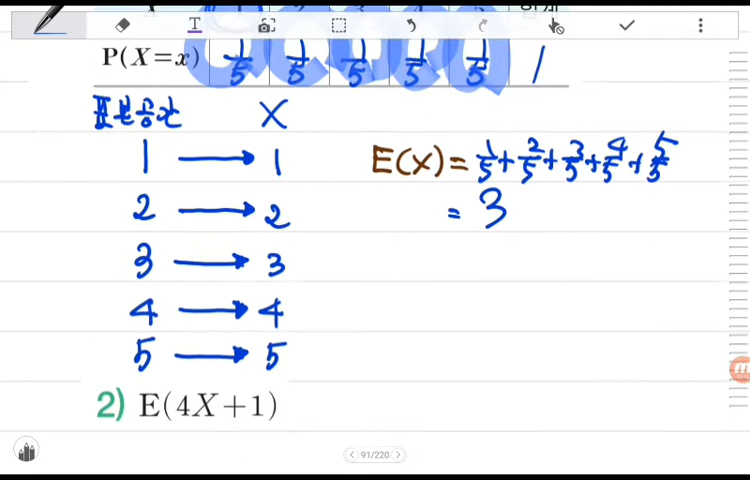 P(X=x) 1/5 1/5 1/5 1/5 1/5 1
표본공간 X
1 → 1
2 → 2
3 → 3
4 → 4
5 → 5
E(X) = 1/5 + 2/5 + 3/5 + 4/5 + 5/5
= 3
2) E(4X+1)
91/220